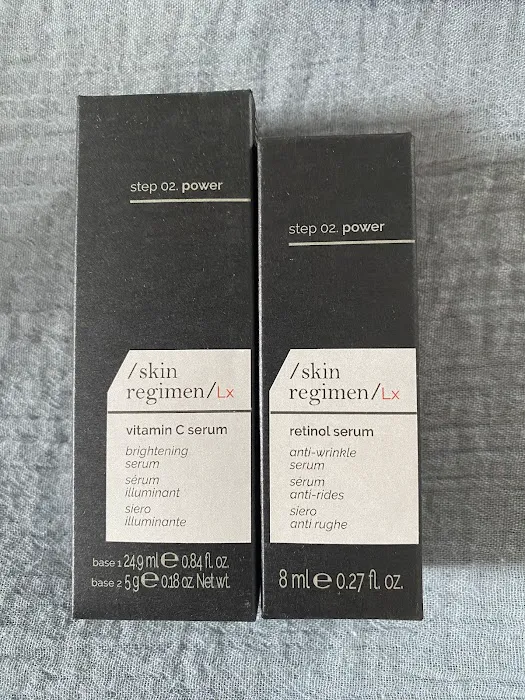 step 02. power
/skin
regimen/Lx
vitamin C serum
brightening
serum
sérum
illuminant
siero
illuminante
base 1 24,9 ml ℮ 0.84 fl. oz.
base 2 5 g ℮ 0.18 oz. Net wt.
step 02. power
/skin
regimen/Lx
retinol serum
anti-wrinkle
serum
sérum
anti-rides
siero
anti rughe
8 ml ℮ 0.27 fl. oz.